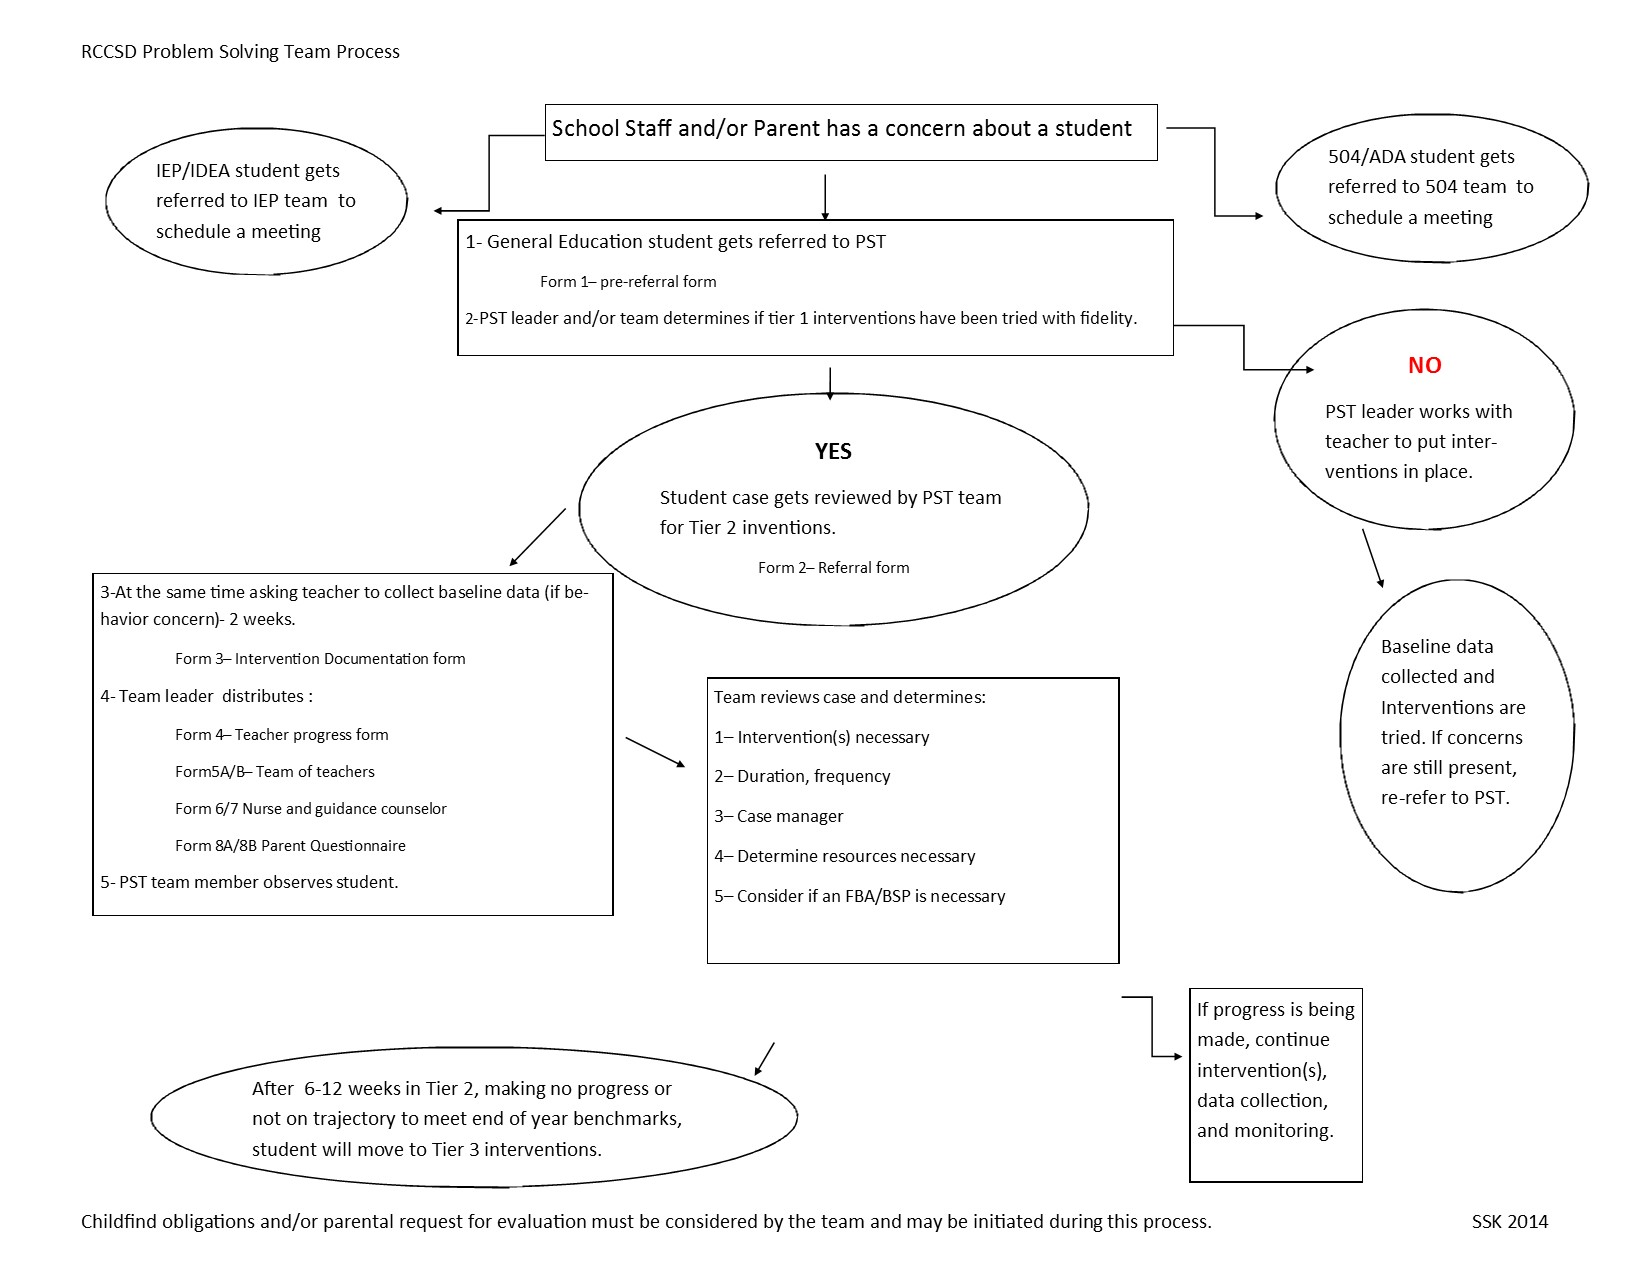 RCCSD Problem Solving Team Process
School Staff and/or Parent has a concern about a student
IEP/IDEA student gets
referred to IEP team  to
schedule a meeting
504/ADA student gets
referred to 504 team  to
schedule a meeting
1- General Education student gets referred to PST
Form 1– pre-referral form
2-PST leader and/or team determines if tier 1 interventions have been tried with fidelity.
NO
PST leader works with
teacher to put inter-
ventions in place.
YES
Student case gets reviewed by PST team
for Tier 2 inventions.
Form 2– Referral form
3-At the same time asking teacher to collect baseline data (if be-
havior concern)- 2 weeks.
Form 3– Intervention Documentation form
4- Team leader  distributes :
Form 4– Teacher progress form
Form5A/B– Team of teachers
Form 6/7 Nurse and guidance counselor
Form 8A/8B Parent Questionnaire
5- PST team member observes student.
Team reviews case and determines:
1– Intervention(s) necessary
2– Duration, frequency
3– Case manager
4– Determine resources necessary
5– Consider if an FBA/BSP is necessary
Baseline data
collected and
Interventions are
tried. If concerns
are still present,
re-refer to PST.
If progress is being
made, continue
intervention(s),
data collection,
and monitoring.
After  6-12 weeks in Tier 2, making no progress or
not on trajectory to meet end of year benchmarks,
student will move to Tier 3 interventions.
Childfind obligations and/or parental request for evaluation must be considered by the team and may be initiated during this process.
SSK 2014